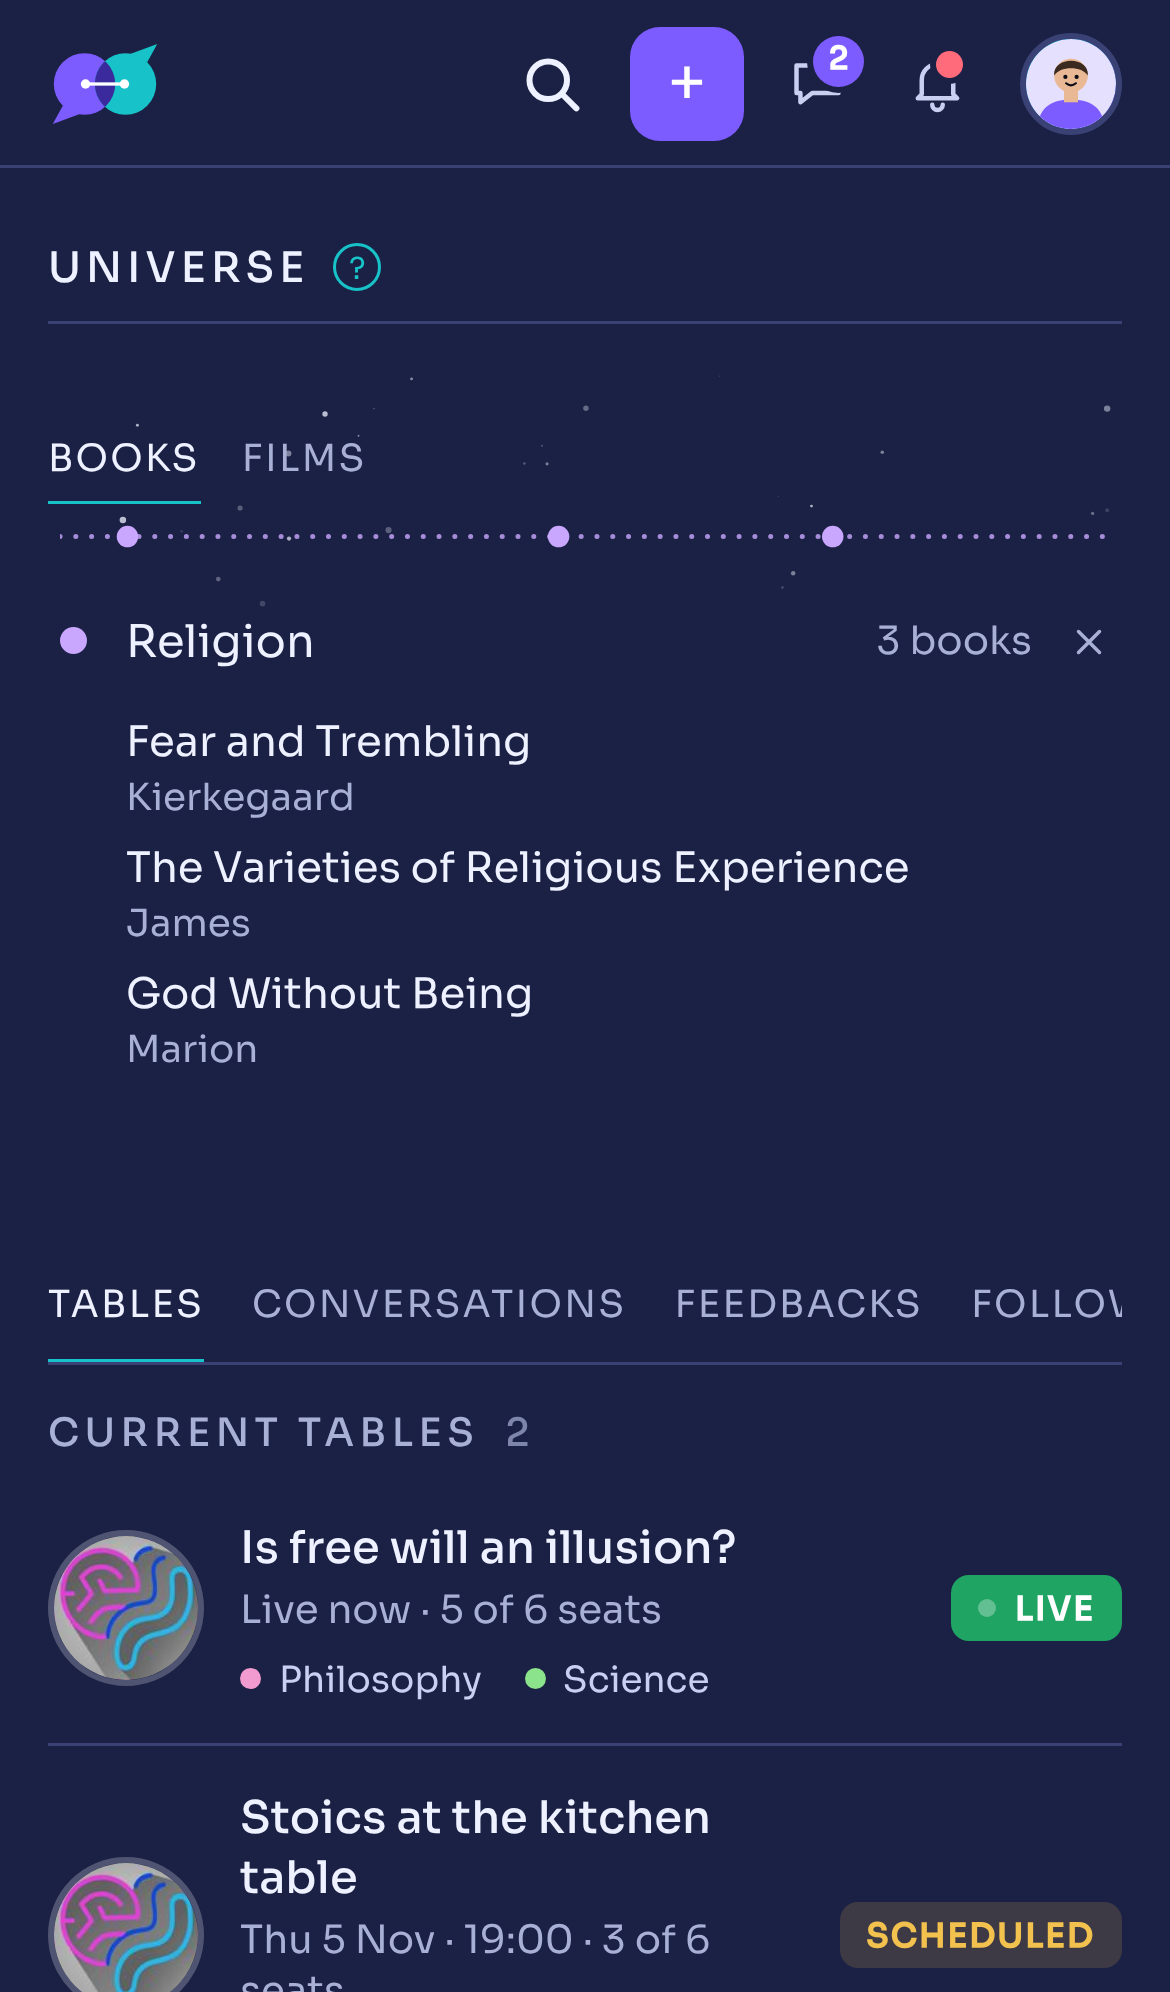 2
UNIVERSE ?
BOOKS FILMS
Religion 3 books
Fear and Trembling
Kierkegaard
The Varieties of Religious Experience
James
God Without Being
Marion
TABLES CONVERSATIONS FEEDBACKS
CURRENT TABLES 2
Is free will an illusion?
Live now · 5 of 6 seats
LIVE
Philosophy Science
Stoics at the kitchen
table
Thu 5 Nov · 19:00 · 3 of 6
seats
SCHEDULED